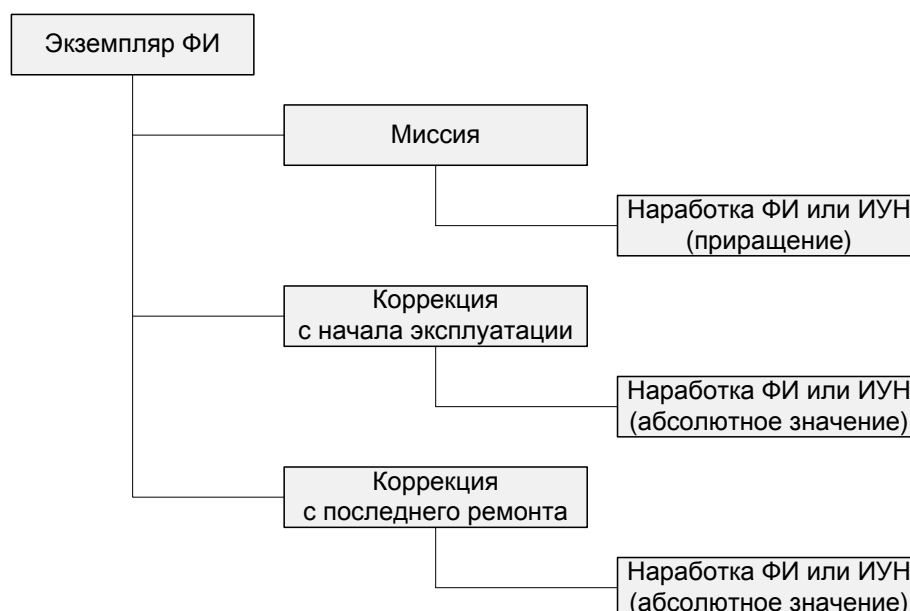 Экземпляр ФИ
Миссия
Наработка ФИ или ИУН
(приращение)
Коррекция
с начала эксплуатации
Наработка ФИ или ИУН
(абсолютное значение)
Коррекция
с последнего ремонта
Наработка ФИ или ИУН
(абсолютное значение)